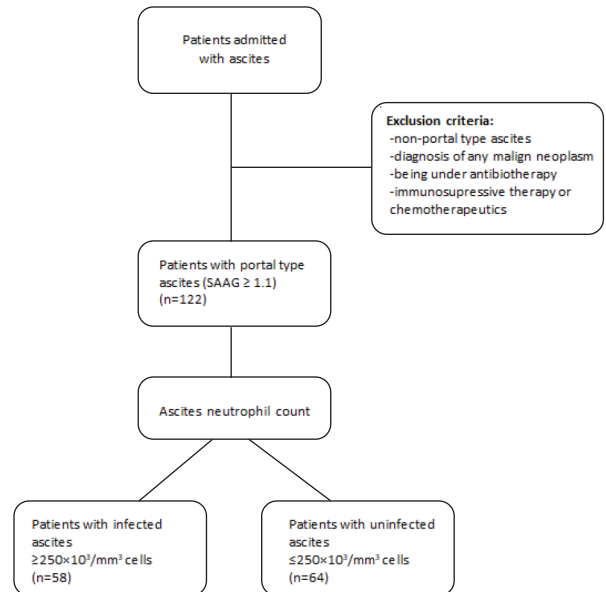 Patients admitted
with ascites
Exclusion criteria:
-non-portal type ascites
-diagnosis of any malign neoplasm
-being under antibiotherapy
-immunosupressive therapy or
chemotherapeutics
Patients with portal type
ascites (SAAG ≥ 1.1)
(n=122)
Ascites neutrophil count
Patients with infected
ascites
≥250×10³/mm³ cells
(n=58)
Patients with uninfected
ascites
≤250×10³/mm³ cells
(n=64)